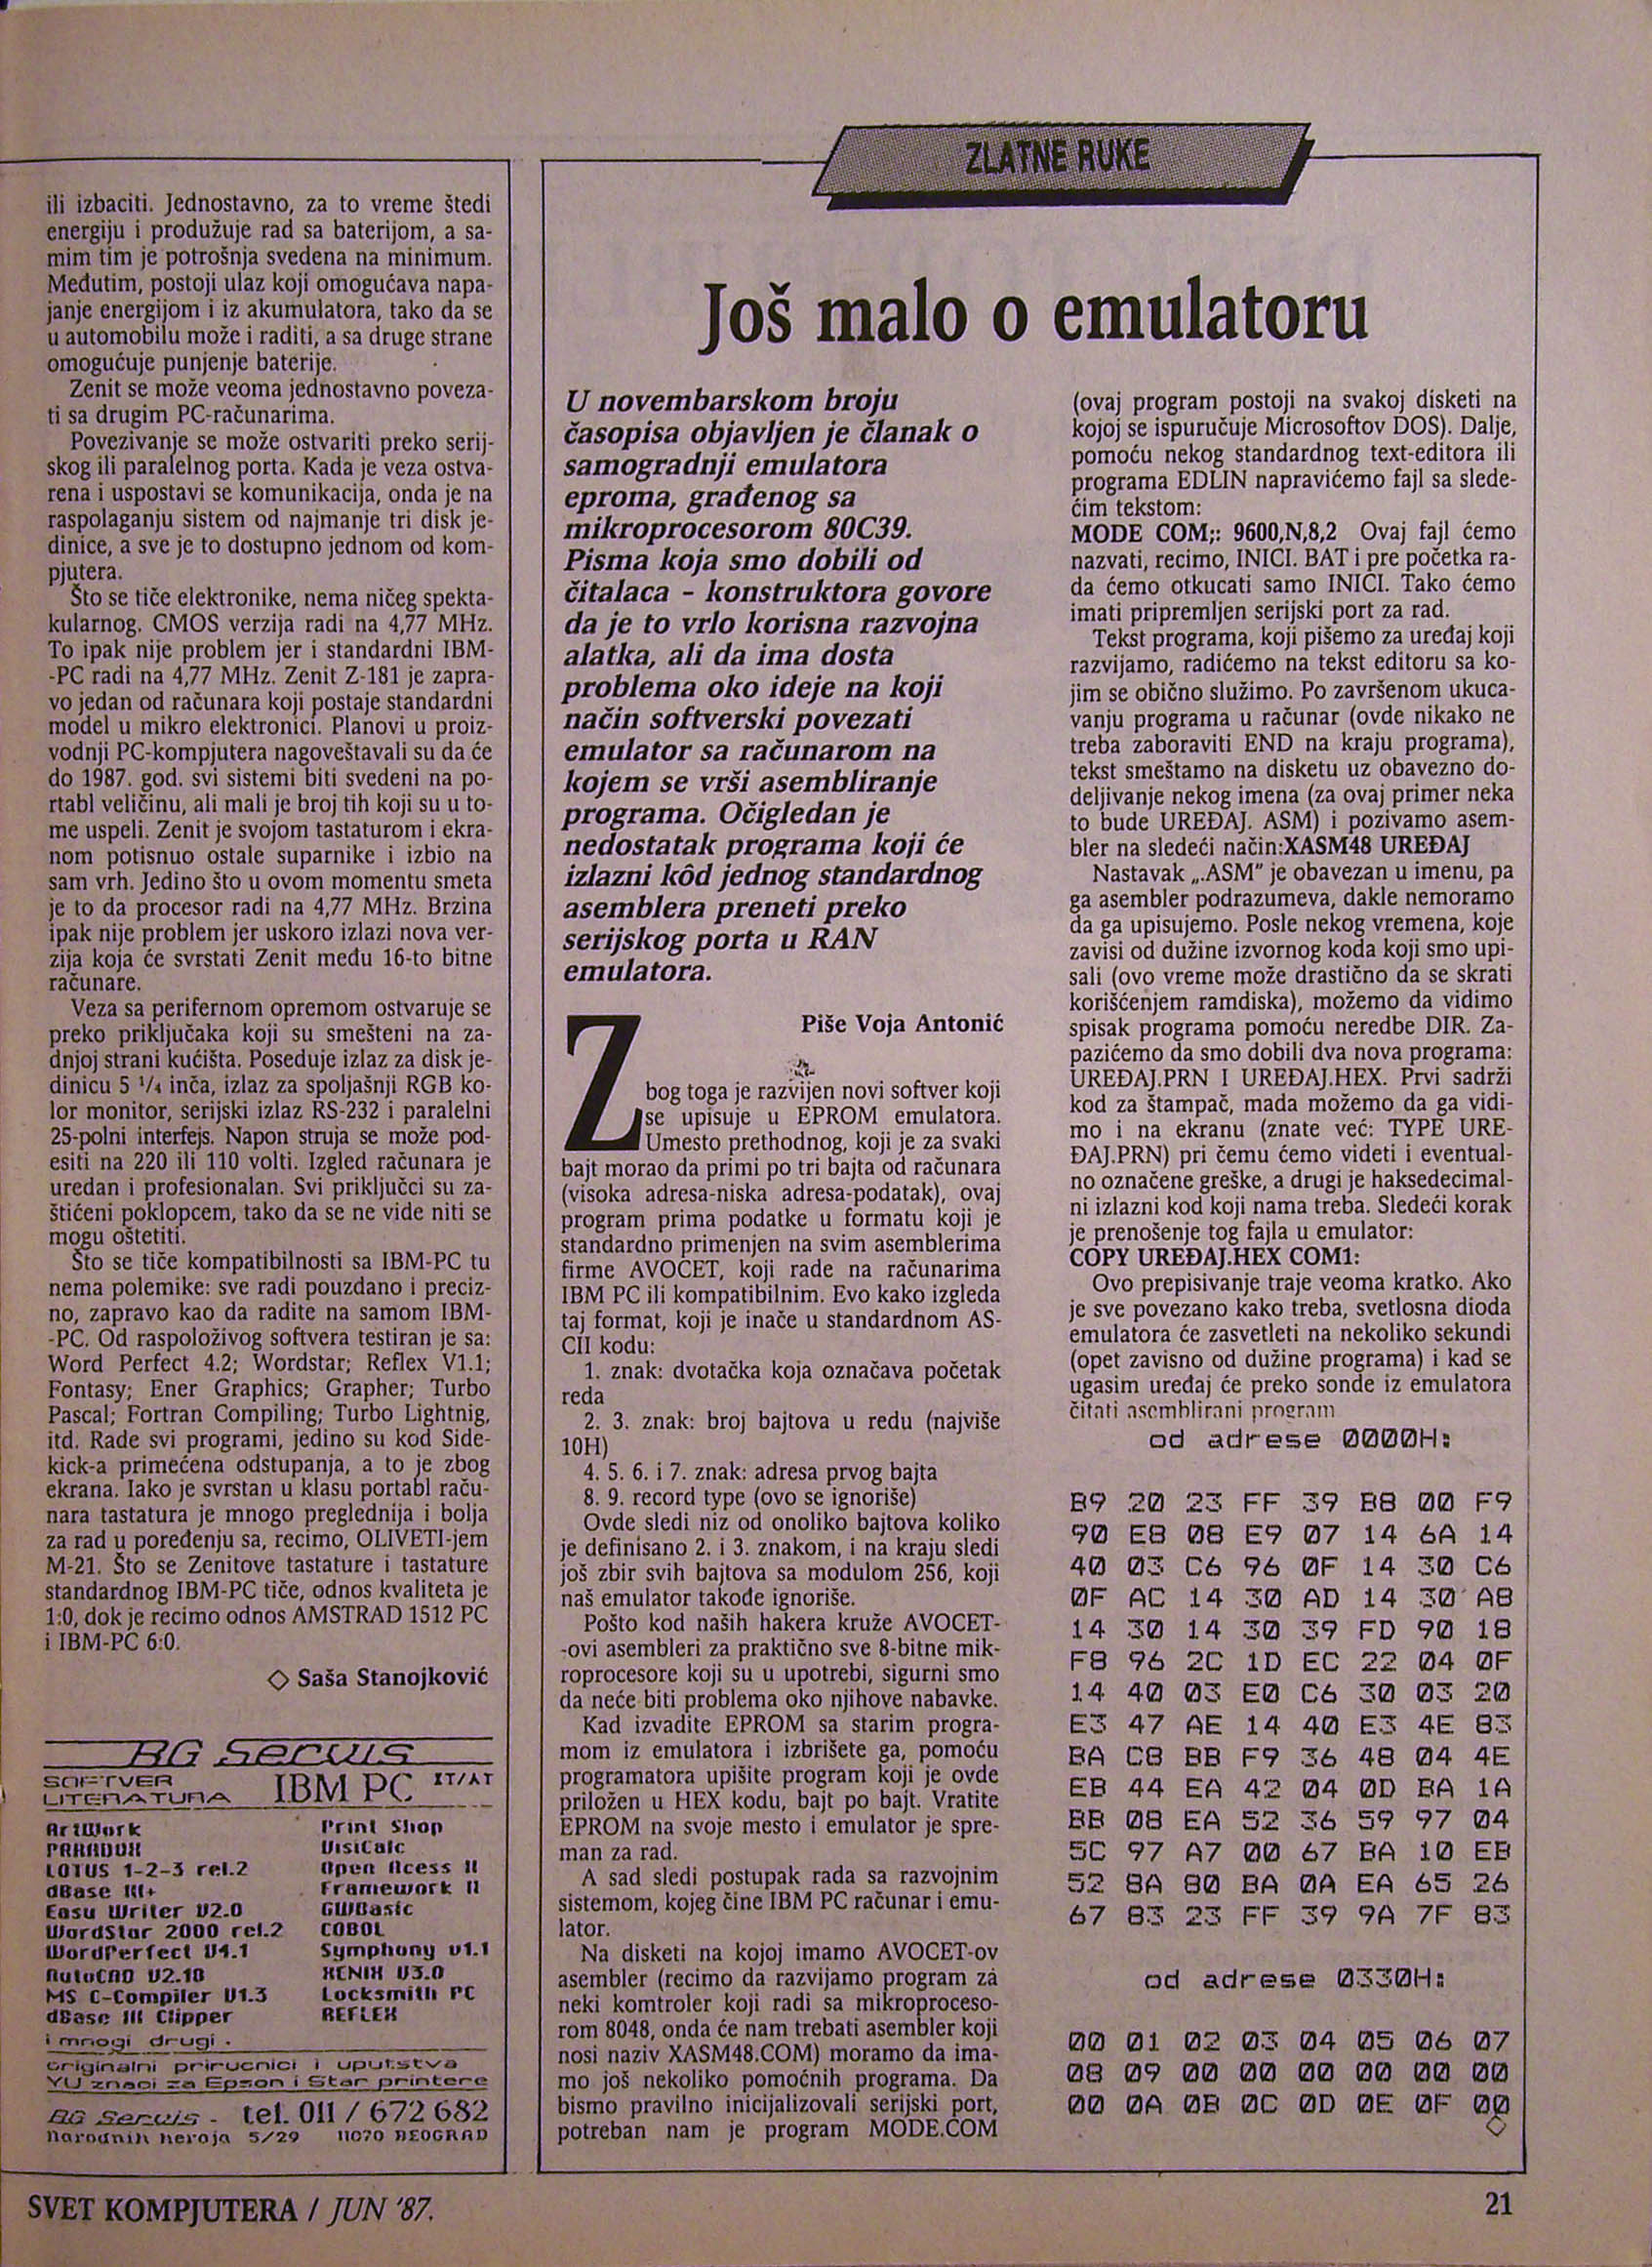 ili izbaciti. Jednostavno, za to vreme štedi
energiju i produžuje rad sa baterijom, a sa-
mim tim je potrošnja svedena na minimum.
Međutim, postoji ulaz koji omogućava napa-
janje energijom i iz akumulatora, tako da se
u automobilu može i raditi, a sa druge strane
omogućuje punjenje baterije.
Zenit se može veoma jednostavno poveza-
ti sa drugim PC-računarima.
Povezivanje se može ostvariti preko serij-
skog ili paralelnog porta. Kada je veza ostva-
rena i uspostavi se komunikacija, onda je na
raspolaganju sistem od najmanje tri disk je-
dinice, a sve je to dostupno jednom od kom-
pjutera.
Što se tiče elektronike, nema ničeg spekta-
kularnog. CMOS verzija radi na 4,77 MHz.
To ipak nije problem jer i standardni IBM-
-PC radi na 4,77 MHz. Zenit Z-181 je zapra-
vo jedan od računara koji postaje standardni
model u mikro elektronici. Planovi u proiz-
vodnji PC-kompjutera nagoveštavali su da će
do 1987. god. svi sistemi biti svedeni na po-
rtabl veličinu, ali mali je broj tih koji su u to-
me uspeli. Zenit je svojom tastaturom i ekra-
nom potisnuo ostale suparnike i izbio na
sam vrh. Jedino što u ovom momentu smeta
je to da procesor radi na 4,77 MHz. Brzina
ipak nije problem jer uskoro izlazi nova ver-
zija koja će svrstati Zenit među 16-to bitne
računare.
Veza sa perifernom opremom ostvaruje se
preko priključaka koji su smešteni na za-
dnjoj strani kućišta. Poseduje izlaz za disk je-
dinicu 5 1/4 inča, izlaz za spoljašnji RGB ko-
lor monitor, serijski izlaz RS-232 i paralelni
25-polni interfejs. Napon struja se može pod-
esiti na 220 ili 110 volti. Izgled računara je
uredan i profesionalan. Svi priključci su za-
štićeni poklopcem, tako da se ne vide niti se
mogu oštetiti.
Što se tiče kompatibilnosti sa IBM-PC tu
nema polemike: sve radi pouzdano i preciz-
no, zapravo kao da radite na samom IBM-
-PC. Od raspoloživog softvera testiran je sa:
Word Perfect 4.2; Wordstar; Reflex V1.1;
Fontasy; Ener Graphics; Grapher; Turbo
Pascal; Fortran Compiling; Turbo Lightnig,
itd. Rade svi programi, jedino su kod Side-
kick-a primećena odstupanja, a to je zbog
ekrana. Iako je svrstan u klasu portabl raču-
nara tastatura je mnogo preglednija i bolja
za rad u poređenju sa, recimo, OLIVETI-jem
M-21. Što se Zenitove tastature i tastature
standardnog IBM-PC tiče, odnos kvaliteta je
1:0, dok je recimo odnos AMSTRAD 1512 PC
i IBM-PC 6:0.
◇ Saša Stanojković
BG Servis
SOFTVER
LITERATURA
IBM PC XT/AT
ArtWork
PARADOX
LOTUS 1-2-3 rel.2
dBase III+
Easy Writer V2.0
WordStar 2000 rel.2
WordPerfect V4.1
AutoCAD V2.18
MS C-Compiler V1.3
dBase III Clipper
Print Shop
VisiCalc
Open Acess II
Framework II
GWBasic
COBOL
Symphony v1.1
XENIX V3.0
Locksmith PC
REFLEX
i mnogi drugi.
originalni prirucnici i uputstva
YU znaci za Epson i Star printere
BG Servis - tel. 011 / 672 682
narodnih heroja 5/29 11070 BEOGRAD
ZLATNE RUKE
Još malo o emulatoru
U novembarskom broju
časopisa objavljen je članak o
samogradnji emulatora
eproma, građenog sa
mikroprocesorom 80C39.
Pisma koja smo dobili od
čitalaca – konstruktora govore
da je to vrlo korisna razvojna
alatka, ali da ima dosta
problema oko ideje na koji
način softverski povezati
emulator sa računarom na
kojem se vrši asembliranje
programa. Očigledan je
nedostatak programa koji će
izlazni kôd jednog standardnog
asemblera preneti preko
serijskog porta u RAN
emulatora.
Piše Voja Antonić
Zbog toga je razvijen novi softver koji
se upisuje u EPROM emulatora.
Umesto prethodnog, koji je za svaki
bajt morao da primi po tri bajta od računara
(visoka adresa-niska adresa-podatak), ovaj
program prima podatke u formatu koji je
standardno primenjen na svim asemblerima
firme AVOCET, koji rade na računarima
IBM PC ili kompatibilnim. Evo kako izgleda
taj format, koji je inače u standardnom AS-
CII kodu:
1. znak: dvotačka koja označava početak
reda
2. 3. znak: broj bajtova u redu (najviše
10H)
4. 5. 6. i 7. znak: adresa prvog bajta
8. 9. record type (ovo se ignoriše)
Ovde sledi niz od onoliko bajtova koliko
je definisano 2. i 3. znakom, i na kraju sledi
još zbir svih bajtova sa modulom 256, koji
naš emulator takođe ignoriše.
Pošto kod naših hakera kruže AVOCET-
-ovi asembleri za praktično sve 8-bitne mik-
roprocesore koji su u upotrebi, sigurni smo
da neće biti problema oko njihove nabavke.
Kad izvadite EPROM sa starim progra-
mom iz emulatora i izbrišete ga, pomoću
programatora upišite program koji je ovde
priložen u HEX kodu, bajt po bajt. Vratite
EPROM na svoje mesto i emulator je spre-
man za rad.
A sad sledi postupak rada sa razvojnim
sistemom, kojeg čine IBM PC računar i emu-
lator.
Na disketi na kojoj imamo AVOCET-ov
asembler (recimo da razvijamo program za
neki komtroler koji radi sa mikroproceso-
rom 8048, onda će nam trebati asembler koji
nosi naziv XASM48.COM) moramo da ima-
mo još nekoliko pomoćnih programa. Da
bismo pravilno inicijalizovali serijski port,
potreban nam je program MODE.COM
(ovaj program postoji na svakoj disketi na
kojoj se ispuručuje Microsoftov DOS). Dalje,
pomoću nekog standardnog text-editora ili
programa EDLIN napravićemo fajl sa slede-
ćim tekstom:
MODE COM;: 9600,N,8,2 Ovaj fajl ćemo
nazvati, recimo, INICI. BAT i pre početka ra-
da ćemo otkucati samo INICI. Tako ćemo
imati pripremljen serijski port za rad.
Tekst programa, koji pišemo za uređaj koji
razvijamo, radićemo na tekst editoru sa ko-
jim se obično služimo. Po završenom ukuca-
vanju programa u računar (ovde nikako ne
treba zaboraviti END na kraju programa),
tekst smeštamo na disketu uz obavezno do-
deljivanje nekog imena (za ovaj primer neka
to bude UREĐAJ. ASM) i pozivamo asem-
bler na sledeći način:XASM48 UREĐAJ
Nastavak „.ASM" je obavezan u imenu, pa
ga asembler podrazumeva, dakle nemoramo
da ga upisujemo. Posle nekog vremena, koje
zavisi od dužine izvornog koda koji smo upi-
sali (ovo vreme može drastično da se skrati
korišćenjem ramdiska), možemo da vidimo
spisak programa pomoću neredbe DIR. Za-
pazićemo da smo dobili dva nova programa:
UREĐAJ.PRN I UREĐAJ.HEX. Prvi sadrži
kod za štampač, mada možemo da ga vidi-
mo i na ekranu (znate već: TYPE URE-
ĐAJ.PRN) pri čemu ćemo videti i eventual-
no označene greške, a drugi je haksedecimal-
ni izlazni kod koji nama treba. Sledeći korak
je prenošenje tog fajla u emulator:
COPY UREĐAJ.HEX COM1:
Ovo prepisivanje traje veoma kratko. Ako
je sve povezano kako treba, svetlosna dioda
emulatora će zasvetleti na nekoliko sekundi
(opet zavisno od dužine programa) i kad se
ugasim uređaj će preko sonde iz emulatora
čitati asemblirani program
od adrese 0000H:
B9 20 23 FF 39 B8 00 F9
90 E8 08 E9 07 14 6A 14
40 03 C6 96 0F 14 30 C6
0F AC 14 30 AD 14 30 A8
14 30 14 30 39 FD 90 18
F8 96 2C 1D EC 22 04 0F
14 40 03 E0 C6 30 03 20
E3 47 AE 14 40 E3 4E 83
BA C8 BB F9 36 48 04 4E
EB 44 EA 42 04 0D BA 1A
BB 08 EA 52 36 59 97 04
5C 97 A7 00 67 BA 10 EB
52 8A 80 BA 0A EA 65 26
67 83 23 FF 39 9A 7F 83
od adrese 0330H:
00 01 02 03 04 05 06 07
08 09 00 00 00 00 00 00
00 0A 0B 0C 0D 0E 0F 00
◇
SVET KOMPJUTERA / JUN '87.
21